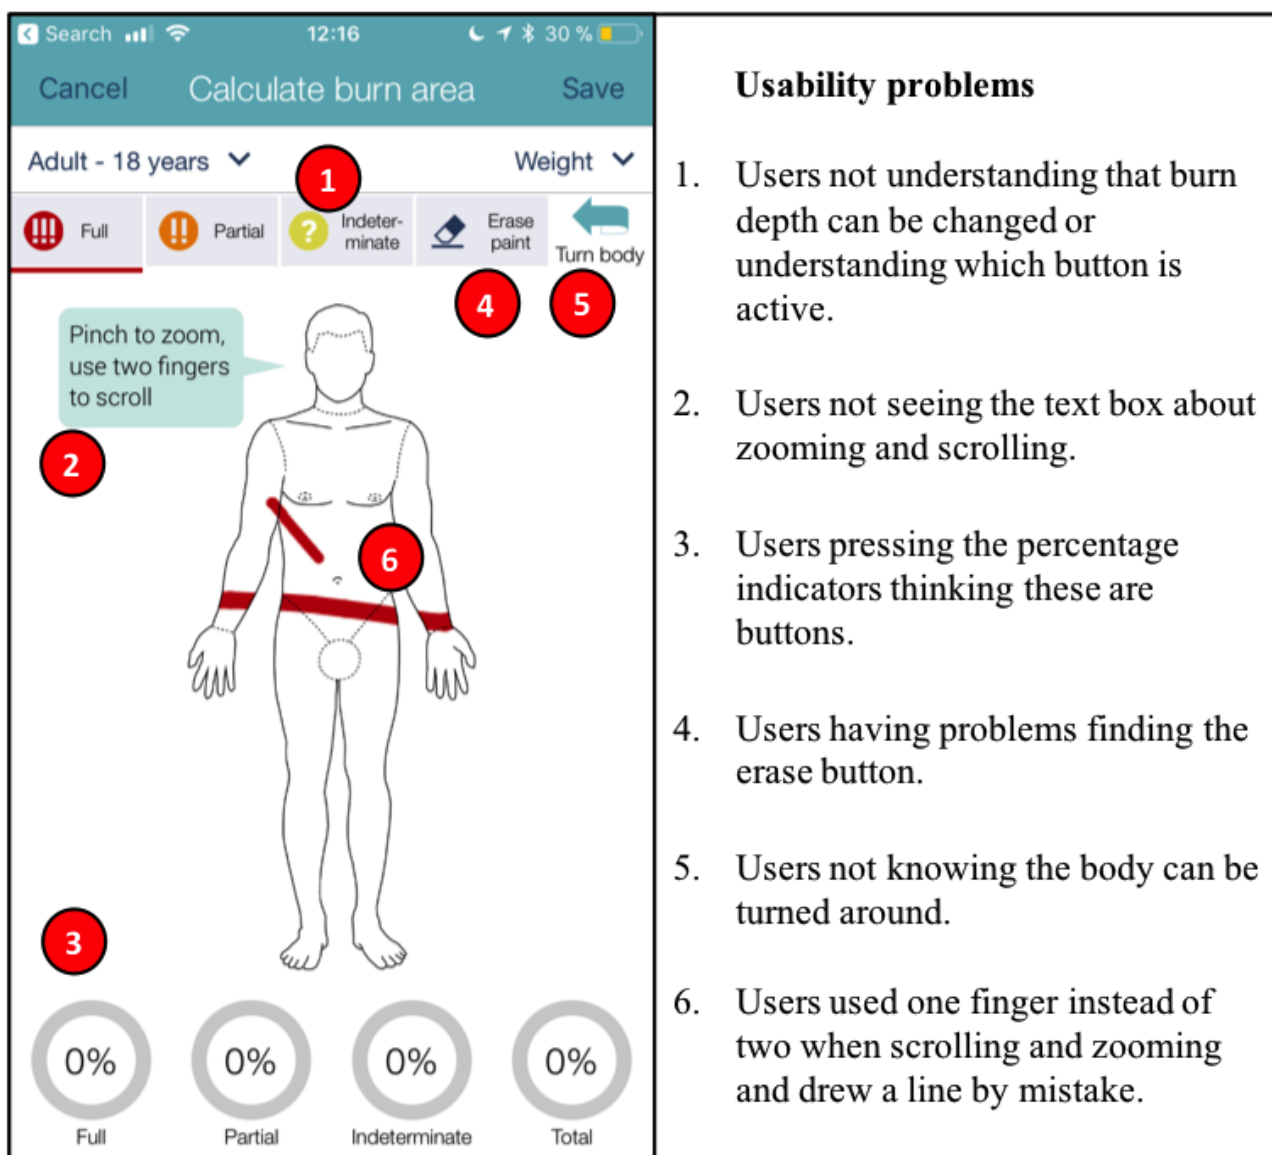 Search 12:16 30 %
Cancel Calculate burn area Save
Adult - 18 years Weight
1
!!! Full
!! Partial
? Indeter-
minate
Erase
paint
Turn body
4
5
Pinch to zoom,
use two fingers
to scroll
2
6
3
0% 0% 0% 0%
Full Partial Indeterminate Total
Usability problems
1. Users not understanding that burn
depth can be changed or
understanding which button is
active.
2. Users not seeing the text box about
zooming and scrolling.
3. Users pressing the percentage
indicators thinking these are
buttons.
4. Users having problems finding the
erase button.
5. Users not knowing the body can be
turned around.
6. Users used one finger instead of
two when scrolling and zooming
and drew a line by mistake.